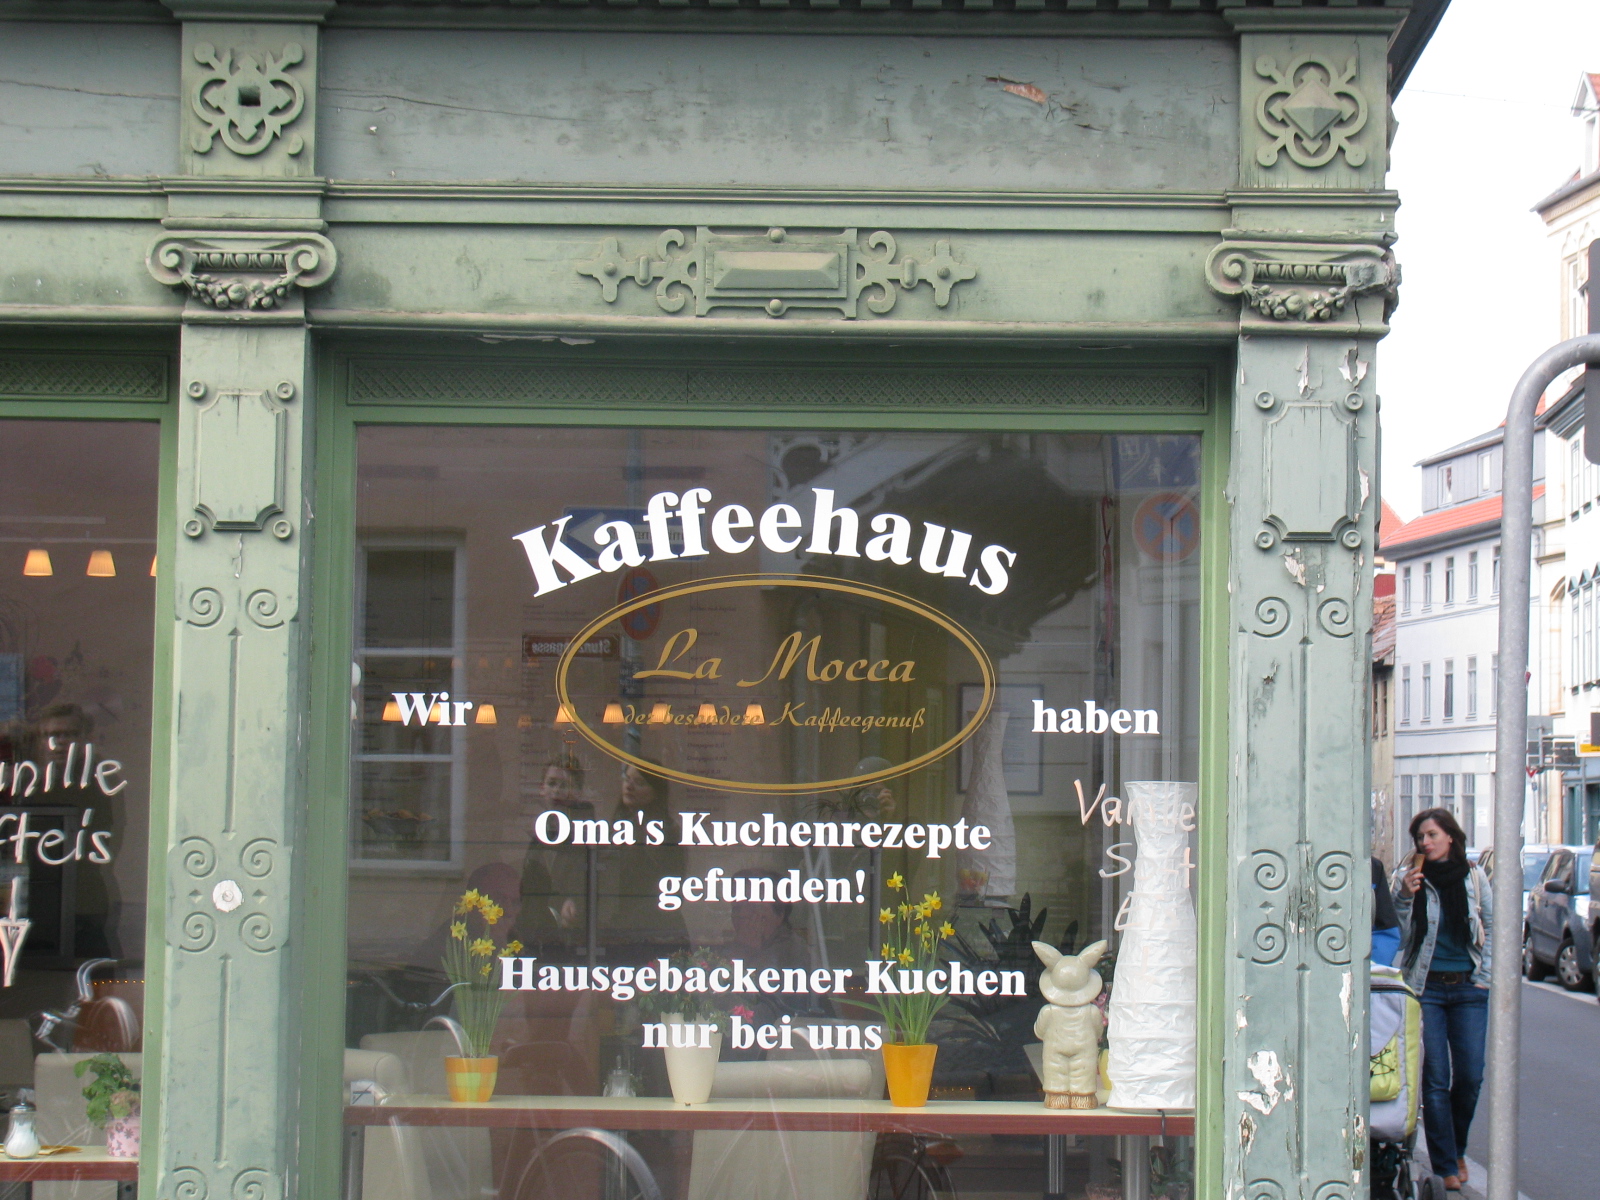 Kaffeehaus
La Mocca
der besondere Kaffeegenuß
Wir haben
Oma's Kuchenrezepte
gefunden!
Hausgebackener Kuchen
nur bei uns